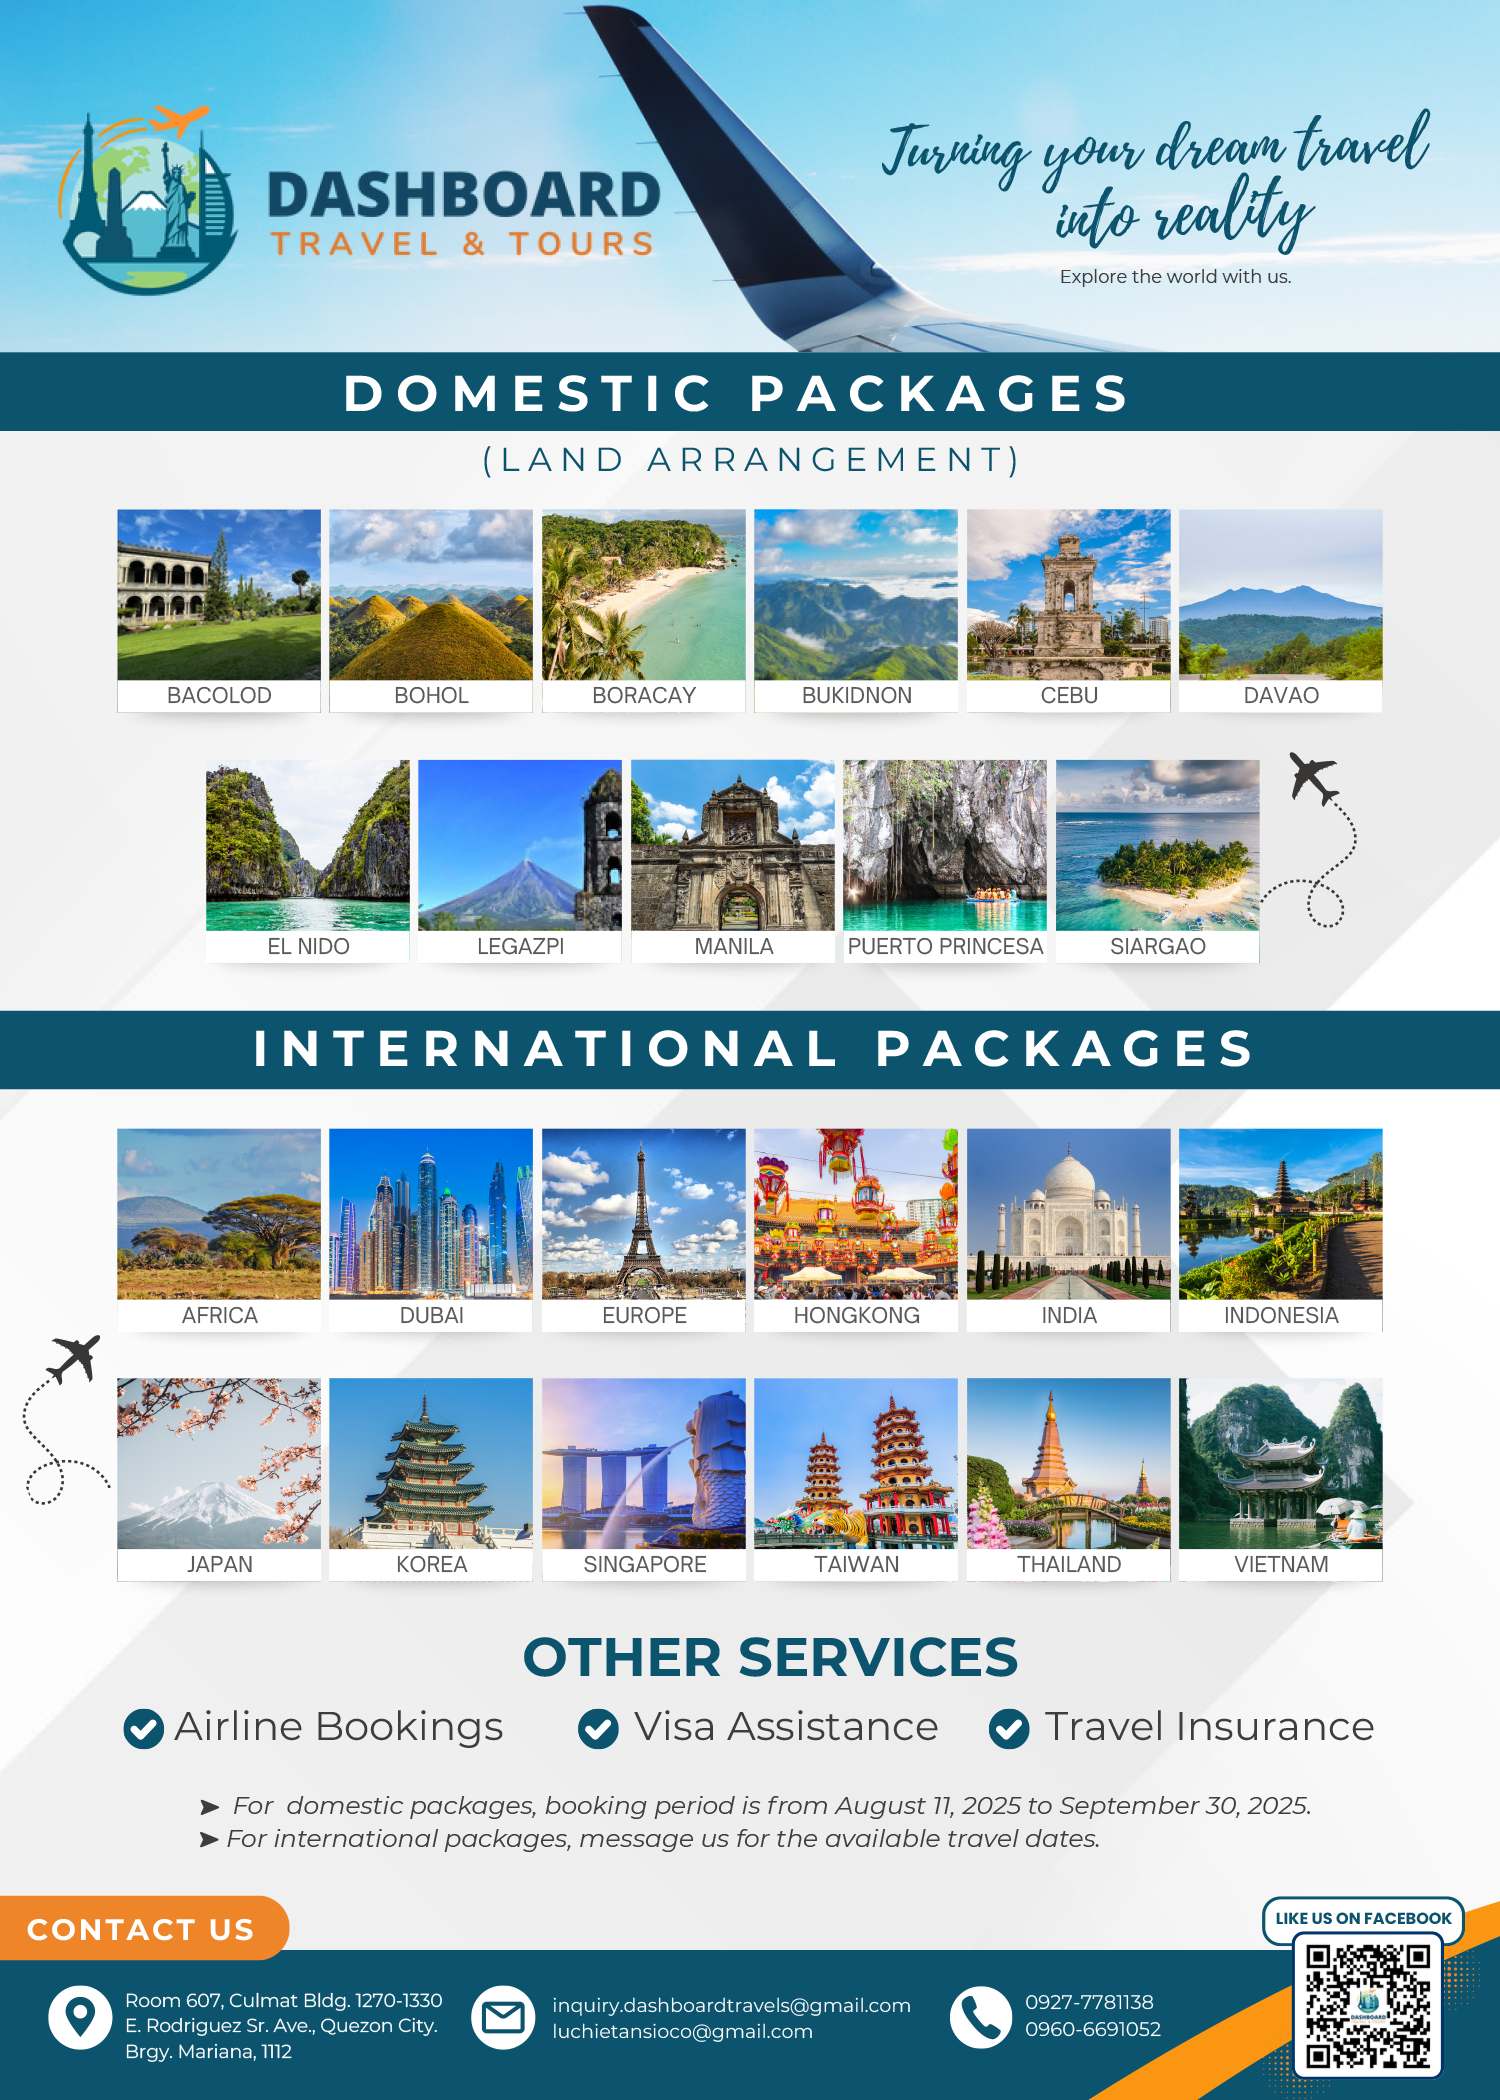 DASHBOARD
TRAVEL & TOURS
Turning your dream travel
into reality
Explore the world with us.
DOMESTIC PACKAGES
(LAND ARRANGEMENT)
BACOLOD
BOHOL
BORACAY
BUKIDNON
CEBU
DAVAO
EL NIDO
LEGAZPI
MANILA
PUERTO PRINCESA
SIARGAO
INTERNATIONAL PACKAGES
AFRICA
DUBAI
EUROPE
HONGKONG
INDIA
INDONESIA
JAPAN
KOREA
SINGAPORE
TAIWAN
THAILAND
VIETNAM
OTHER SERVICES
Airline Bookings
Visa Assistance
Travel Insurance
➤ For domestic packages, booking period is from August 11, 2025 to September 30, 2025.
➤ For international packages, message us for the available travel dates.
CONTACT US
Room 607, Culmat Bldg. 1270-1330
E. Rodriguez Sr. Ave., Quezon City.
Brgy. Mariana, 1112
inquiry.dashboardtravels@gmail.com
luchietansioco@gmail.com
0927-7781138
0960-6691052
LIKE US ON FACEBOOK
DASHBOARD